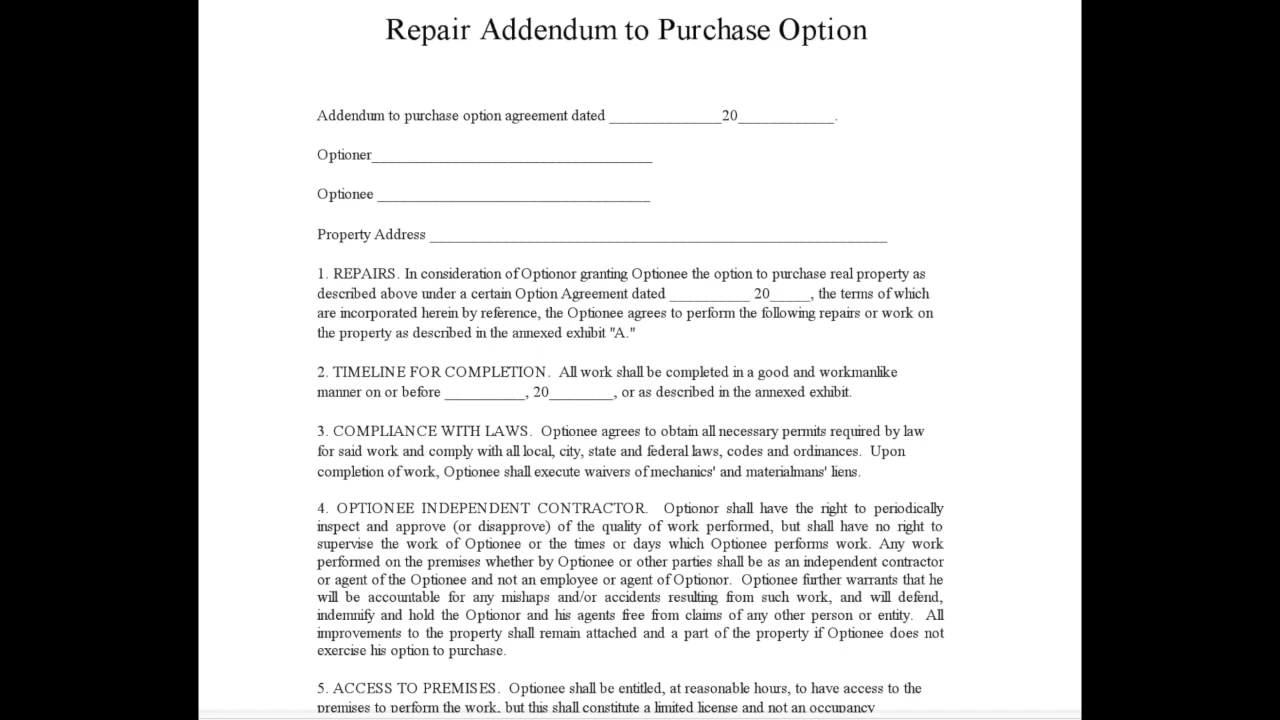 Repair Addendum to Purchase Option
Addendum to purchase option agreement dated ______________20____________.
Optioner___________________________________
Optionee __________________________________
Property Address _________________________________________________________
1. REPAIRS. In consideration of Optionor granting Optionee the option to purchase real property as
described above under a certain Option Agreement dated __________ 20_____, the terms of which
are incorporated herein by reference, the Optionee agrees to perform the following repairs or work on
the property as described in the annexed exhibit "A."
2. TIMELINE FOR COMPLETION. All work shall be completed in a good and workmanlike
manner on or before __________, 20________, or as described in the annexed exhibit.
3. COMPLIANCE WITH LAWS. Optionee agrees to obtain all necessary permits required by law
for said work and comply with all local, city, state and federal laws, codes and ordinances. Upon
completion of work, Optionee shall execute waivers of mechanics' and materialmans' liens.
4. OPTIONEE INDEPENDENT CONTRACTOR. Optionor shall have the right to periodically
inspect and approve (or disapprove) of the quality of work performed, but shall have no right to
supervise the work of Optionee or the times or days which Optionee performs work. Any work
performed on the premises whether by Optionee or other parties shall be as an independent contractor
or agent of the Optionee and not an employee or agent of Optionor. Optionee further warrants that he
will be accountable for any mishaps and/or accidents resulting from such work, and will defend,
indemnify and hold the Optionor and his agents free from claims of any other person or entity. All
improvements to the property shall remain attached and a part of the property if Optionee does not
exercise his option to purchase.
5. ACCESS TO PREMISES. Optionee shall be entitled, at reasonable hours, to have access to the
premises to perform the work, but this shall constitute a limited license and not an occupancy